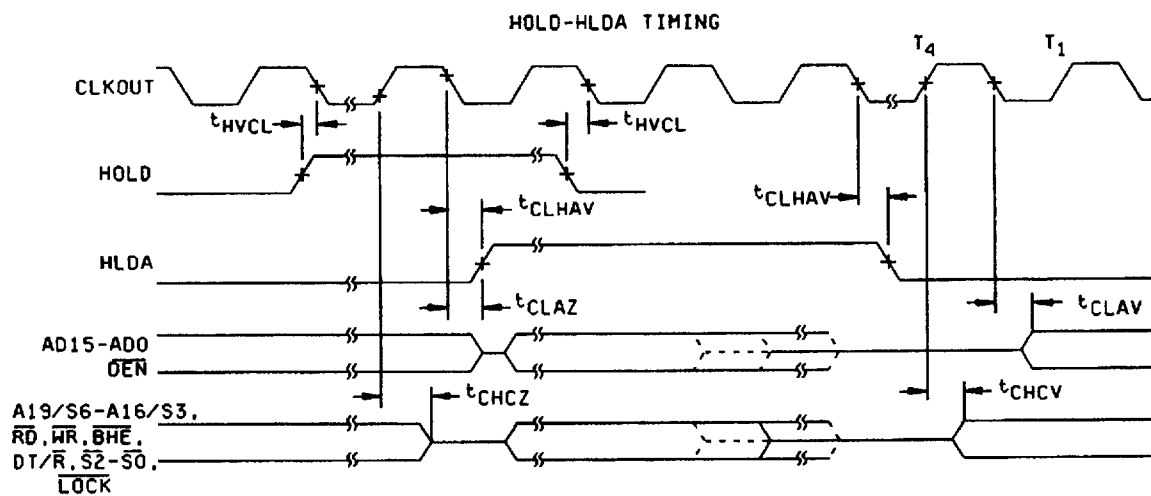 HOLD-HLDA TIMING
T4 T1
CLKOUT
tHVCL tHVCL
HOLD
tCLHAV tCLHAV
HLDA
tCLAZ tCLAV
AD15-AD0
DEN
tCHCZ tCHCV
A19/S6-A16/S3,
RD,WR,BHE,
DT/R,S2-S0,
LOCK